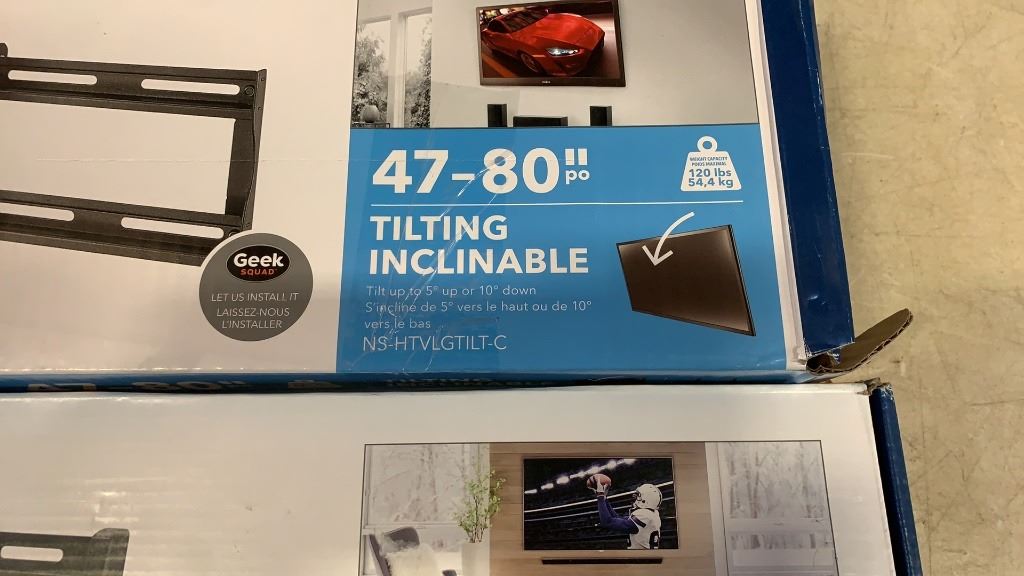 47-80"
po
WEIGHT CAPACITY
POIDS MAXIMAL
120 lbs
54,4 kg
TILTING
INCLINABLE
Tilt up to 5° up or 10° down
S'incline de 5° vers le haut ou de 10°
vers le bas
NS-HTVLGTILT-C
Geek
SQUAD
LET US INSTALL IT
LAISSEZ-NOUS
L'INSTALLER
47-80"